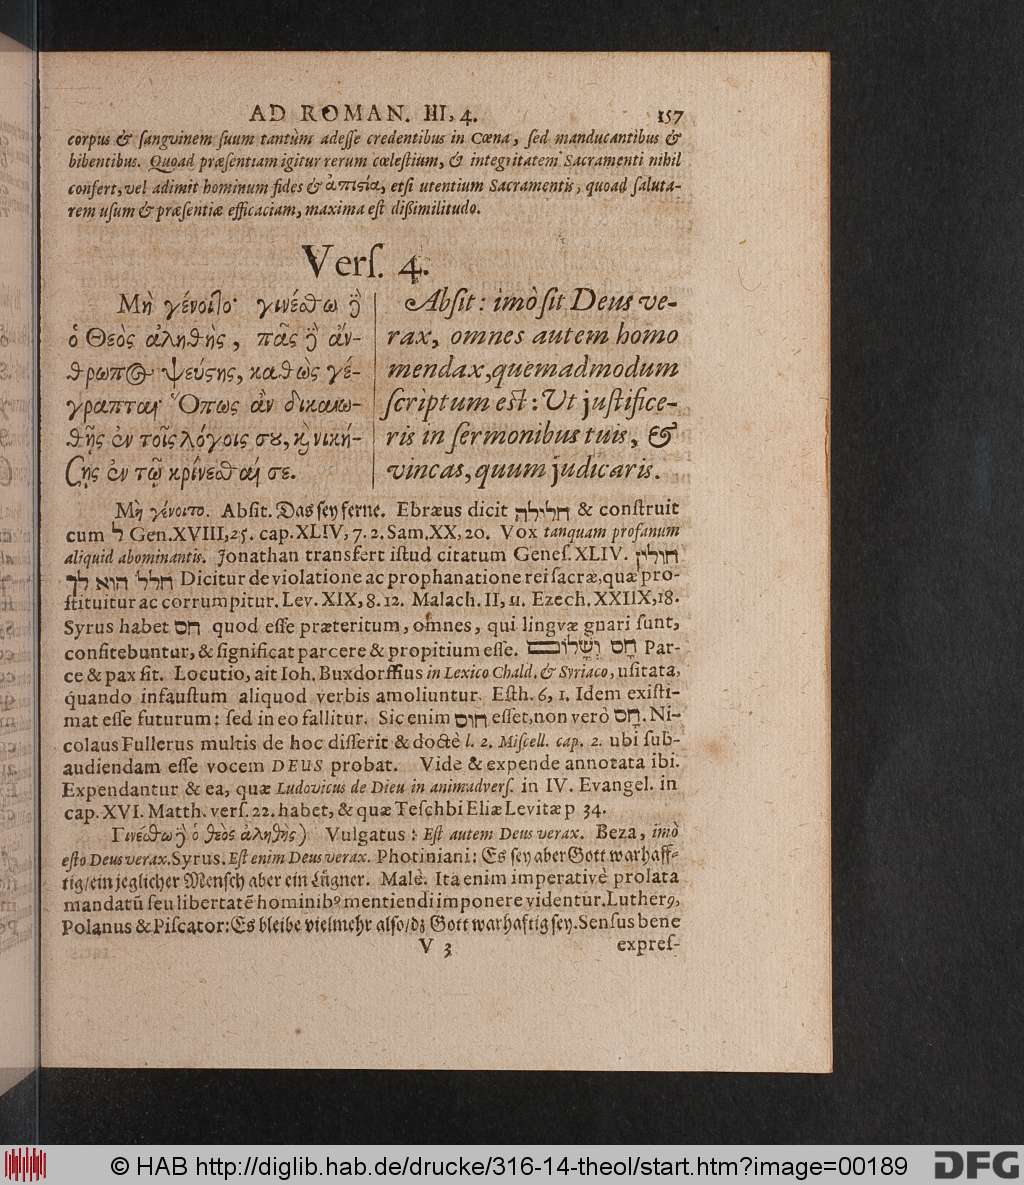 AD ROMAN. III, 4. 157
corpus & sangvinem suum tantùm adesse credentibus in Cœna, sed manducantibus &
bibentibus. Quoad præsentiam igitur rerum cœlestium, & integritatem Sacramenti nihil
confert, vel adimit hominum fides & ἀπιςία, etsi utentium Sacramentis, quoad saluta-
rem usum & præsentiæ efficaciam, maxima est dißimilitudo.
Vers. 4.
Μὴ γένοιτο· γινέσθω ȣ̓̀
ὁ Θεὸς ἀληθὴς, πᾶς ȣ̓̀ ἄν-
θρωπ&ος ψεύςης, καθὼς γέ-
γραπται· Ὅπως ἀν δικαιω-
θῇς ἐν τοῖς λόγοις σȣ, κ̀ νική-
σῃς ἐν τῷ κρίνεσθαί σε.
Absit: imò sit Deus ve-
rax, omnes autem homo
mendax, quemadmodum
scriptum est: Ut justifice-
ris in sermonibus tuis, &
vincas, quum judicaris.
Μὴ γένοιτο. Absit. Das sey ferne. Ebræus dicit חלילה & construit
cum ל Gen. XVIII, 25. cap. XLIV, 7. 2. Sam. XX, 20. Vox tanquam profanum
aliquid abominantis. Jonathan transfert istud citatum Genes. XLIV. חולין
חלל הוא לך Dicitur de violatione ac prophanatione rei sacræ, quæ pro-
stituitur ac corrumpitur. Lev. XIX, 8. 12. Malach. II, 11. Ezech. XXIIX, 18.
Syrus habet חס quod esse præteritum, omnes, qui lingvæ gnari sunt,
confitebuntur, & significat parcere & propitium esse. חָס וְשָׁלוֹם Par-
ce & pax sit. Locutio, ait Ioh. Buxdorffius in Lexico Chald. & Syriaco, usitata,
quando infaustum aliquod verbis amoliuntur. Esth. 6, 1. Idem existi-
mat esse futurum: sed in eo fallitur. Sic enim חוס esset, non verò חָס. Ni-
colaus Fullerus multis de hoc disserit & doctè l. 2. Miscell. cap. 2. ubi sub-
audiendam esse vocem DEUS probat. Vide & expende annotata ibi.
Expendantur & ea, quæ Ludovicus de Dieu in animadvers. in IV. Evangel. in
cap. XVI. Matth. vers. 22. habet, & quæ Teschbi Eliæ Levitæ p 34.
Γινέσθω ȣ̓̀ ὁ θεὸς ἀληθὴς) Vulgatus: Est autem Deus verax. Beza, imò
esto Deus verax. Syrus. Est enim Deus verax. Photiniani: Es sey aber Gott warhaff-
tig/ ein jeglicher Mensch aber ein Lügner. Malè. Ita enim imperativè prolata
mandatũ seu libertatẽ hominibꝰ mentiendi imponere videntur. Lutherꝰ,
Polanus & Piscator: Es bleibe vielmehr also/ dz Gott warhaftig sey. Sensus bene
V 3 expres-
© HAB http://diglib.hab.de/drucke/316-14-theol/start.htm?image=00189 DFG